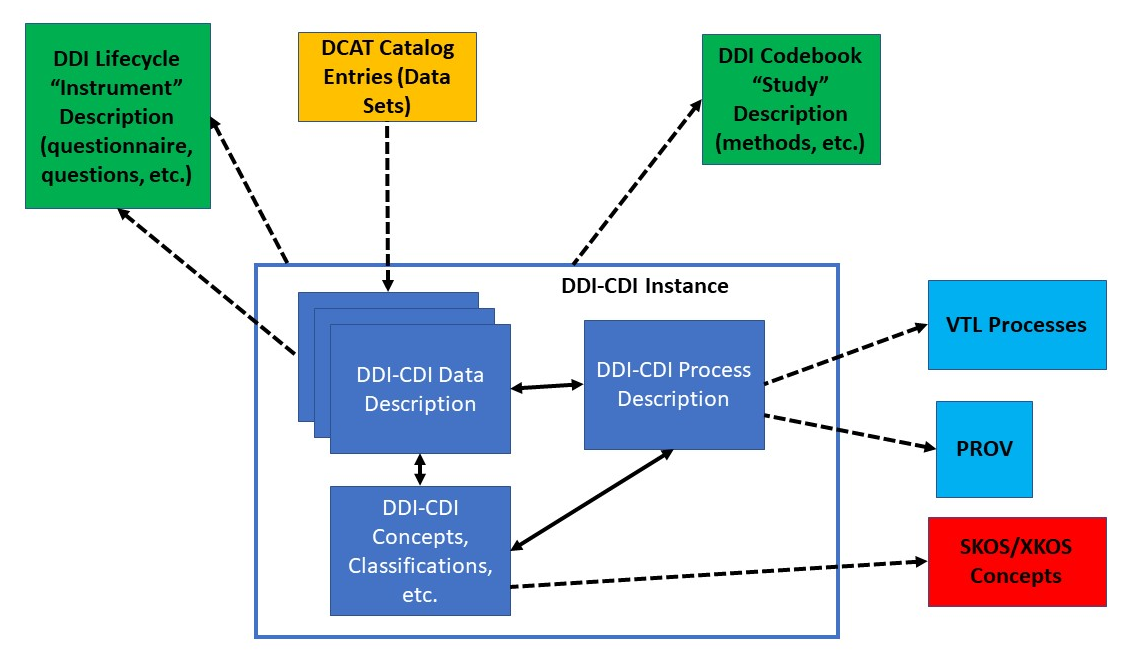 DDI Lifecycle
“Instrument”
Description
(questionnaire,
questions, etc.)
DCAT Catalog
Entries (Data
Sets)
DDI Codebook
“Study”
Description
(methods, etc.)
DDI-CDI Instance
DDI-CDI Data
Description
DDI-CDI Process
Description
DDI-CDI
Concepts,
Classifications,
etc.
VTL Processes
PROV
SKOS/XKOS
Concepts